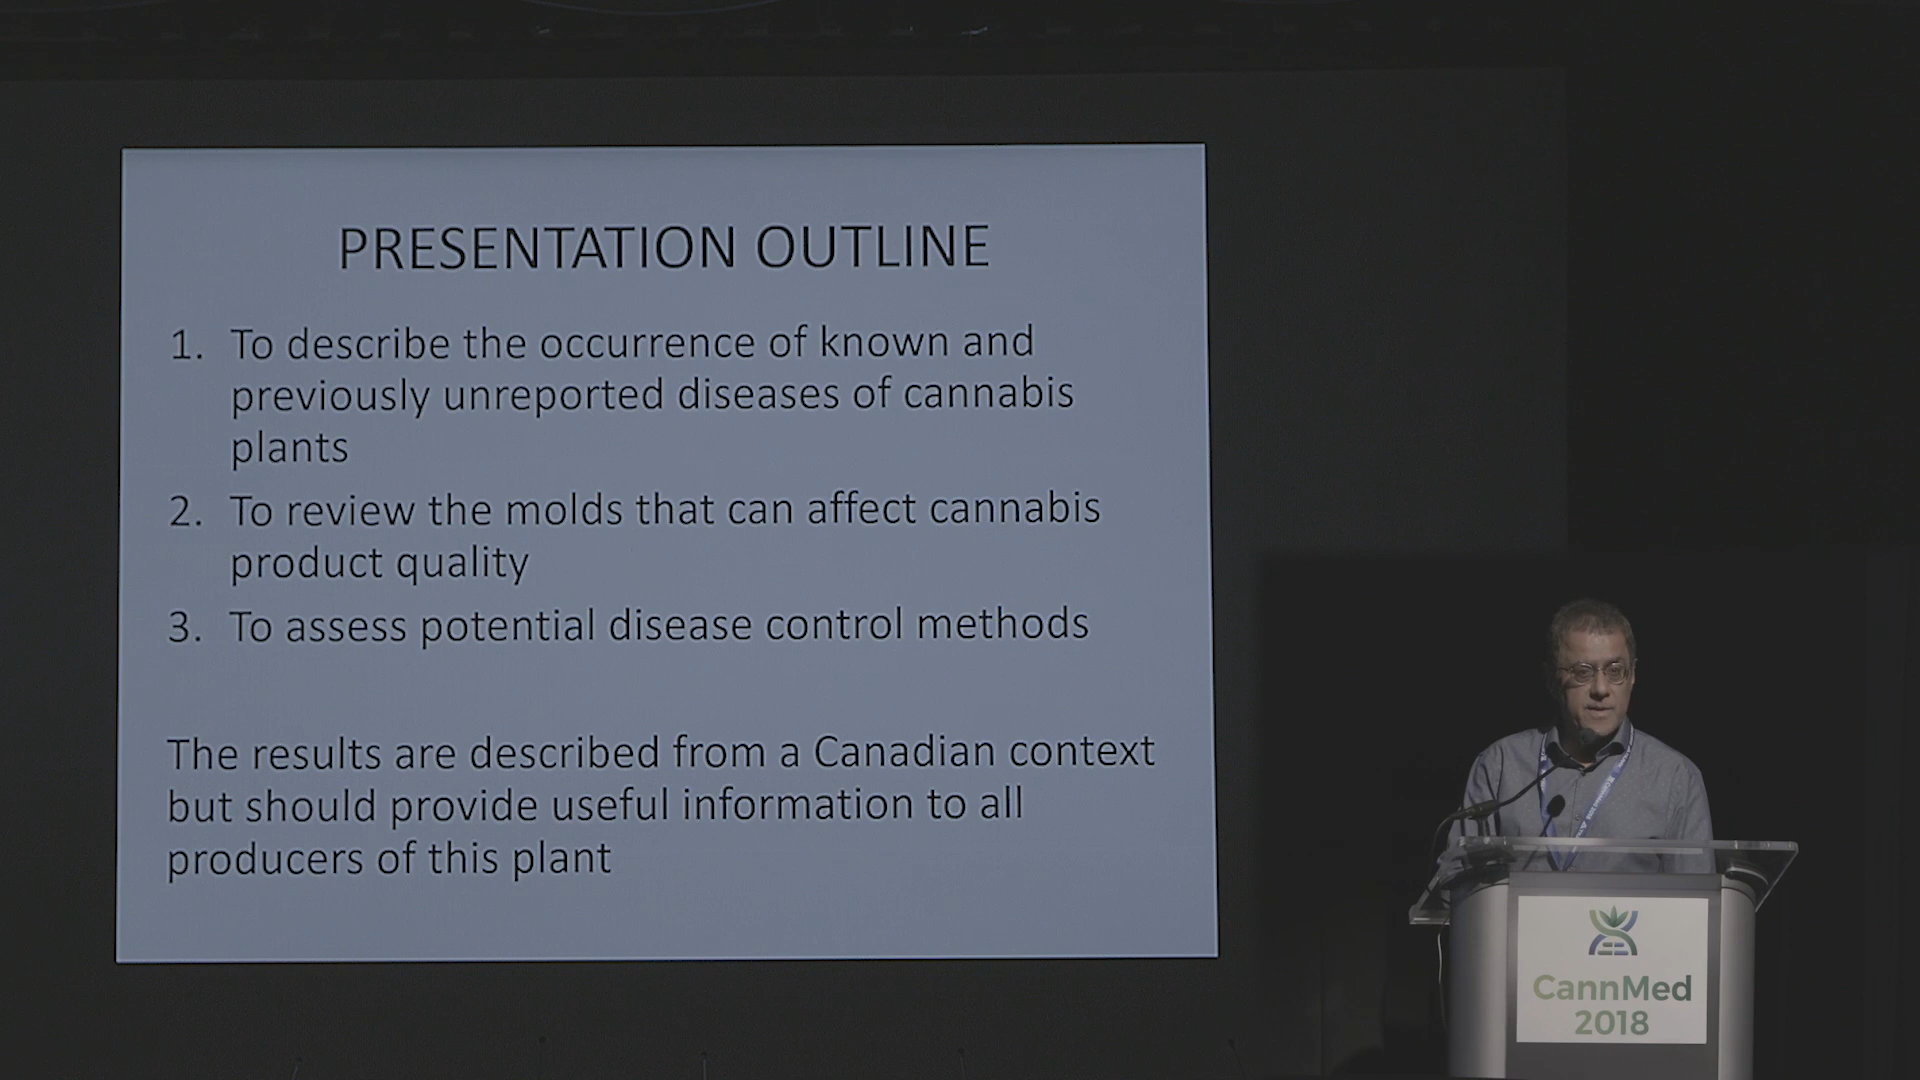 PRESENTATION OUTLINE
1. To describe the occurrence of known and
previously unreported diseases of cannabis
plants
2. To review the molds that can affect cannabis
product quality
3. To assess potential disease control methods
The results are described from a Canadian context
but should provide useful information to all
producers of this plant
CannMed
2018